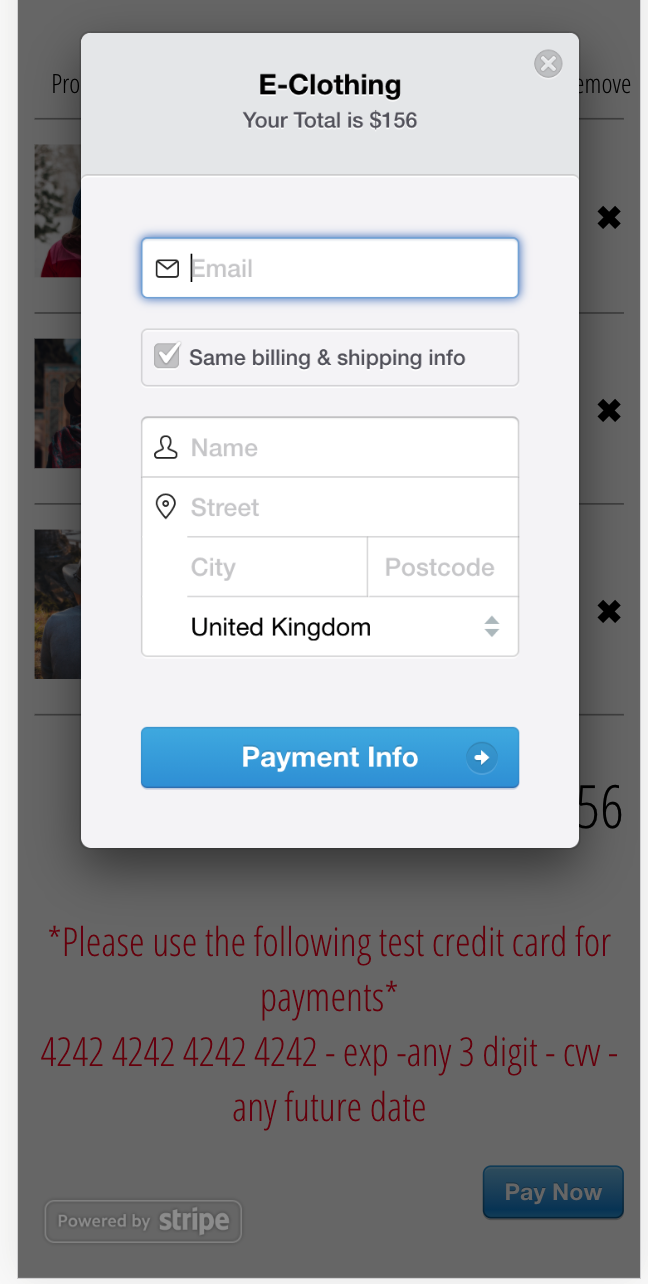 Pro
emove
E-Clothing
Your Total is $156
Email
Same billing & shipping info
Name
Street
City
Postcode
United Kingdom
Payment Info
56
*Please use the following test credit card for
payments*
4242 4242 4242 4242 - exp -any 3 digit - cvv -
any future date
Pay Now
Powered by stripe